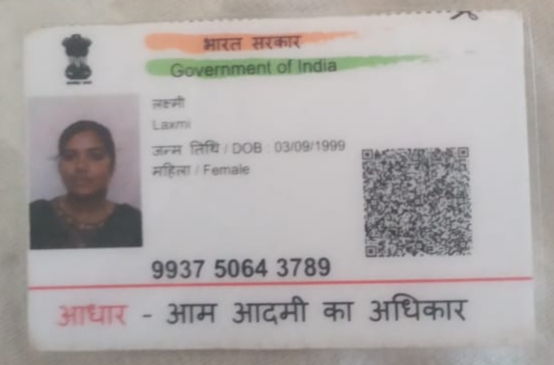 भारत सरकार
Government of India
लक्ष्मी
Laxmi
जन्म तिथि / DOB : 03/09/1999
महिला / Female
9937 5064 3789
आधार - आम आदमी का अधिकार